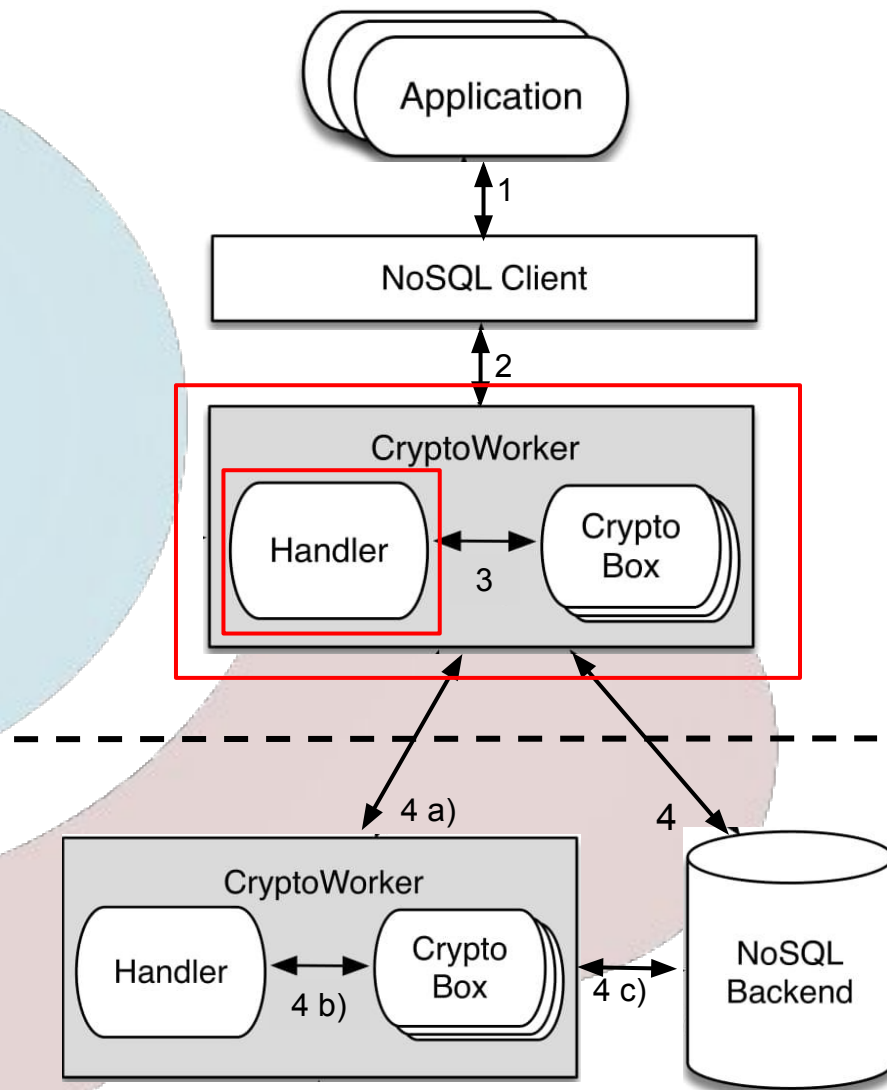 Application
1
NoSQL Client
2
CryptoWorker
Handler
3
Crypto
Box
4 a)
4
CryptoWorker
Handler
4 b)
Crypto
Box
4 c)
NoSQL
Backend